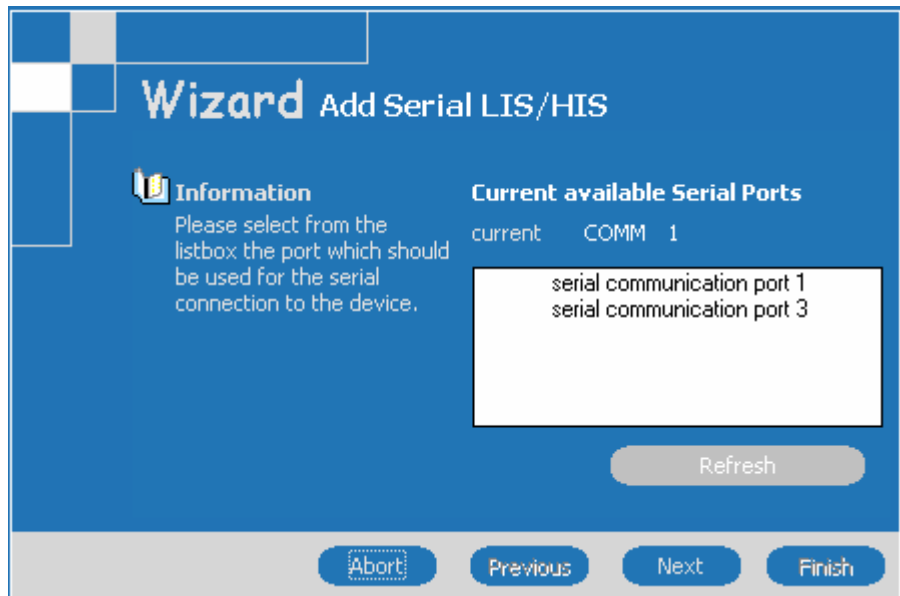 Wizard Add Serial LIS/HIS
Information
Please select from the
listbox the port which should
be used for the serial
connection to the device.
Current available Serial Ports
current COMM 1
serial communication port 1
serial communication port 3
Refresh
Abort Previous Next Finish